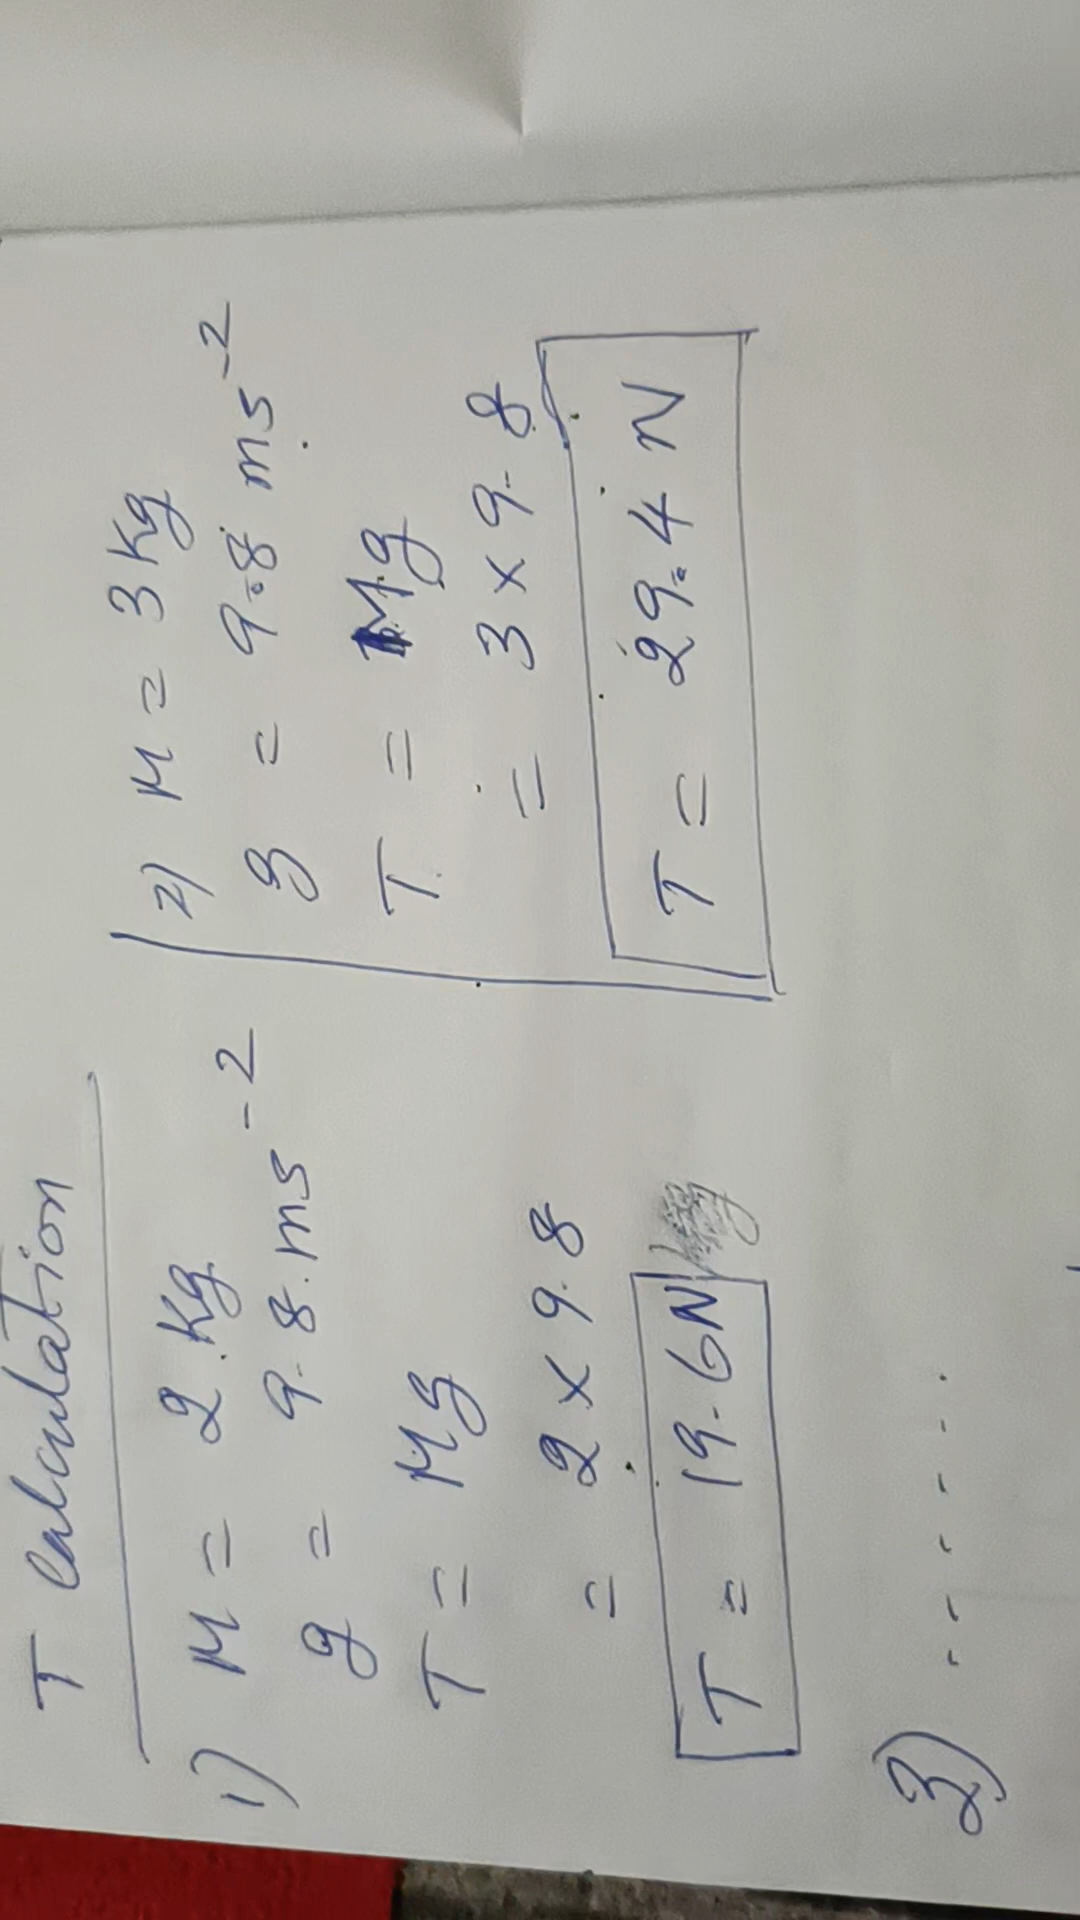 T Calculation
1) M = 2 Kg
g = 9.8 ms-2
T = Mg
= 2 × 9.8
T = 19.6N
2) M = 3 Kg
g = 9.8 ms-2
T = Mg
= 3 × 9.8
T = 29.4 N
3) - - - - - -